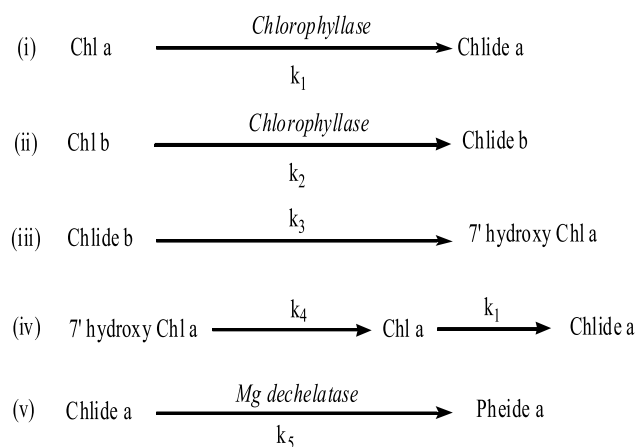 Chlorophyllase
(i) Chl a Chlide a
k1
Chlorophyllase
(ii) Chl b Chlide b
k2
k3
(iii) Chlide b 7' hydroxy Chl a
k4 k1
(iv) 7' hydroxy Chl a Chl a Chlide a
Mg dechelatase
(v) Chlide a Pheide a
k5